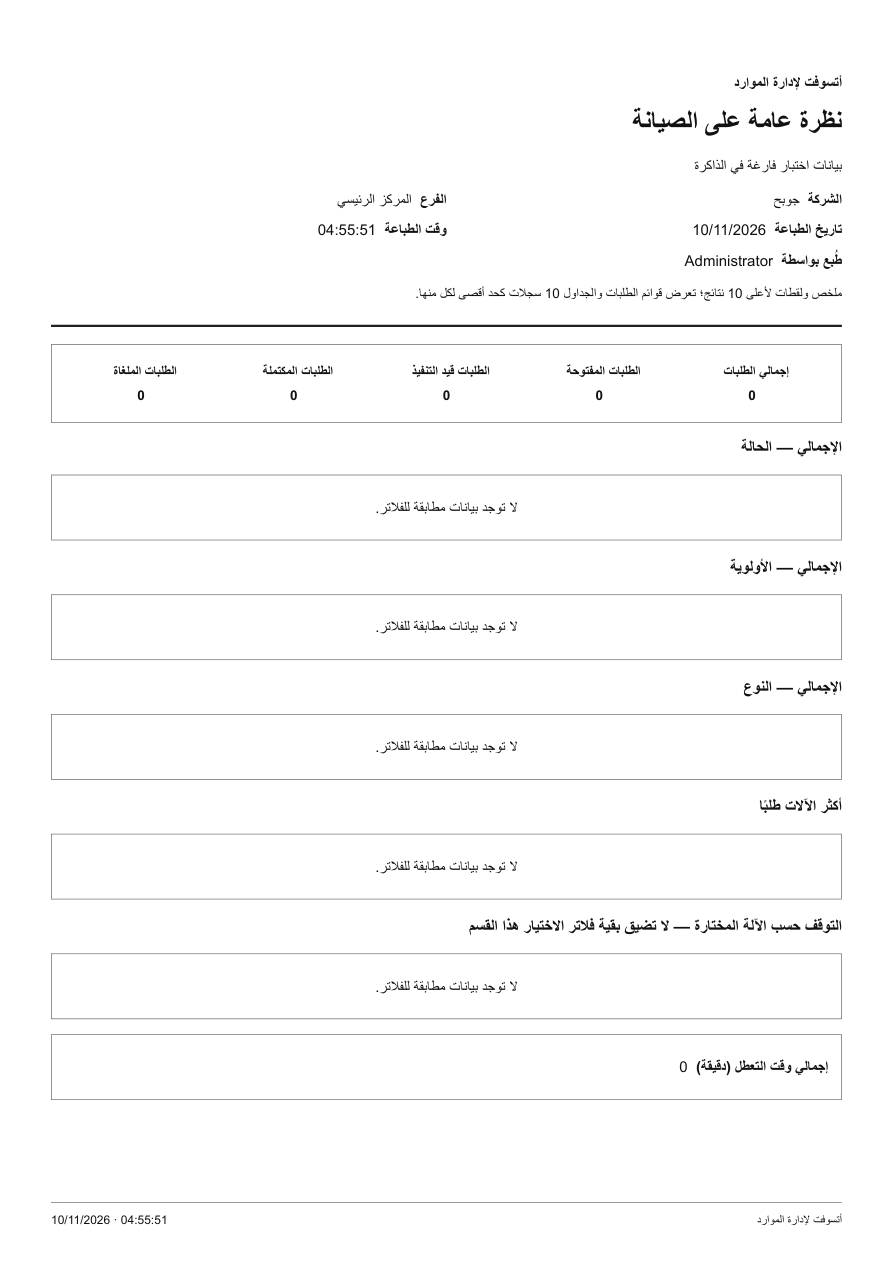 أتسوفت لإدارة الموارد
نظرة عامة على الصيانة
بيانات اختبار فارغة في الذاكرة
الشركة جوبح الفرع المركز الرئيسي
تاريخ الطباعة 10/11/2026 وقت الطباعة 04:55:51
طُبع بواسطة Administrator
ملخص ولقطات لأعلى 10 نتائج؛ تعرض قوائم الطلبات والجداول 10 سجلات كحد أقصى لكل منها.
إجمالي الطلبات الطلبات المفتوحة الطلبات قيد التنفيذ الطلبات المكتملة الطلبات الملغاة
0 0 0 0 0
الإجمالي — الحالة
لا توجد بيانات مطابقة للفلاتر.
الإجمالي — الأولوية
لا توجد بيانات مطابقة للفلاتر.
الإجمالي — النوع
لا توجد بيانات مطابقة للفلاتر.
أكثر الآلات طلبًا
لا توجد بيانات مطابقة للفلاتر.
التوقف حسب الآلة المختارة — لا تضيق بقية فلاتر الاختيار هذا القسم
لا توجد بيانات مطابقة للفلاتر.
إجمالي وقت التعطل (دقيقة) 0
أتسوفت لإدارة الموارد 10/11/2026 · 04:55:51